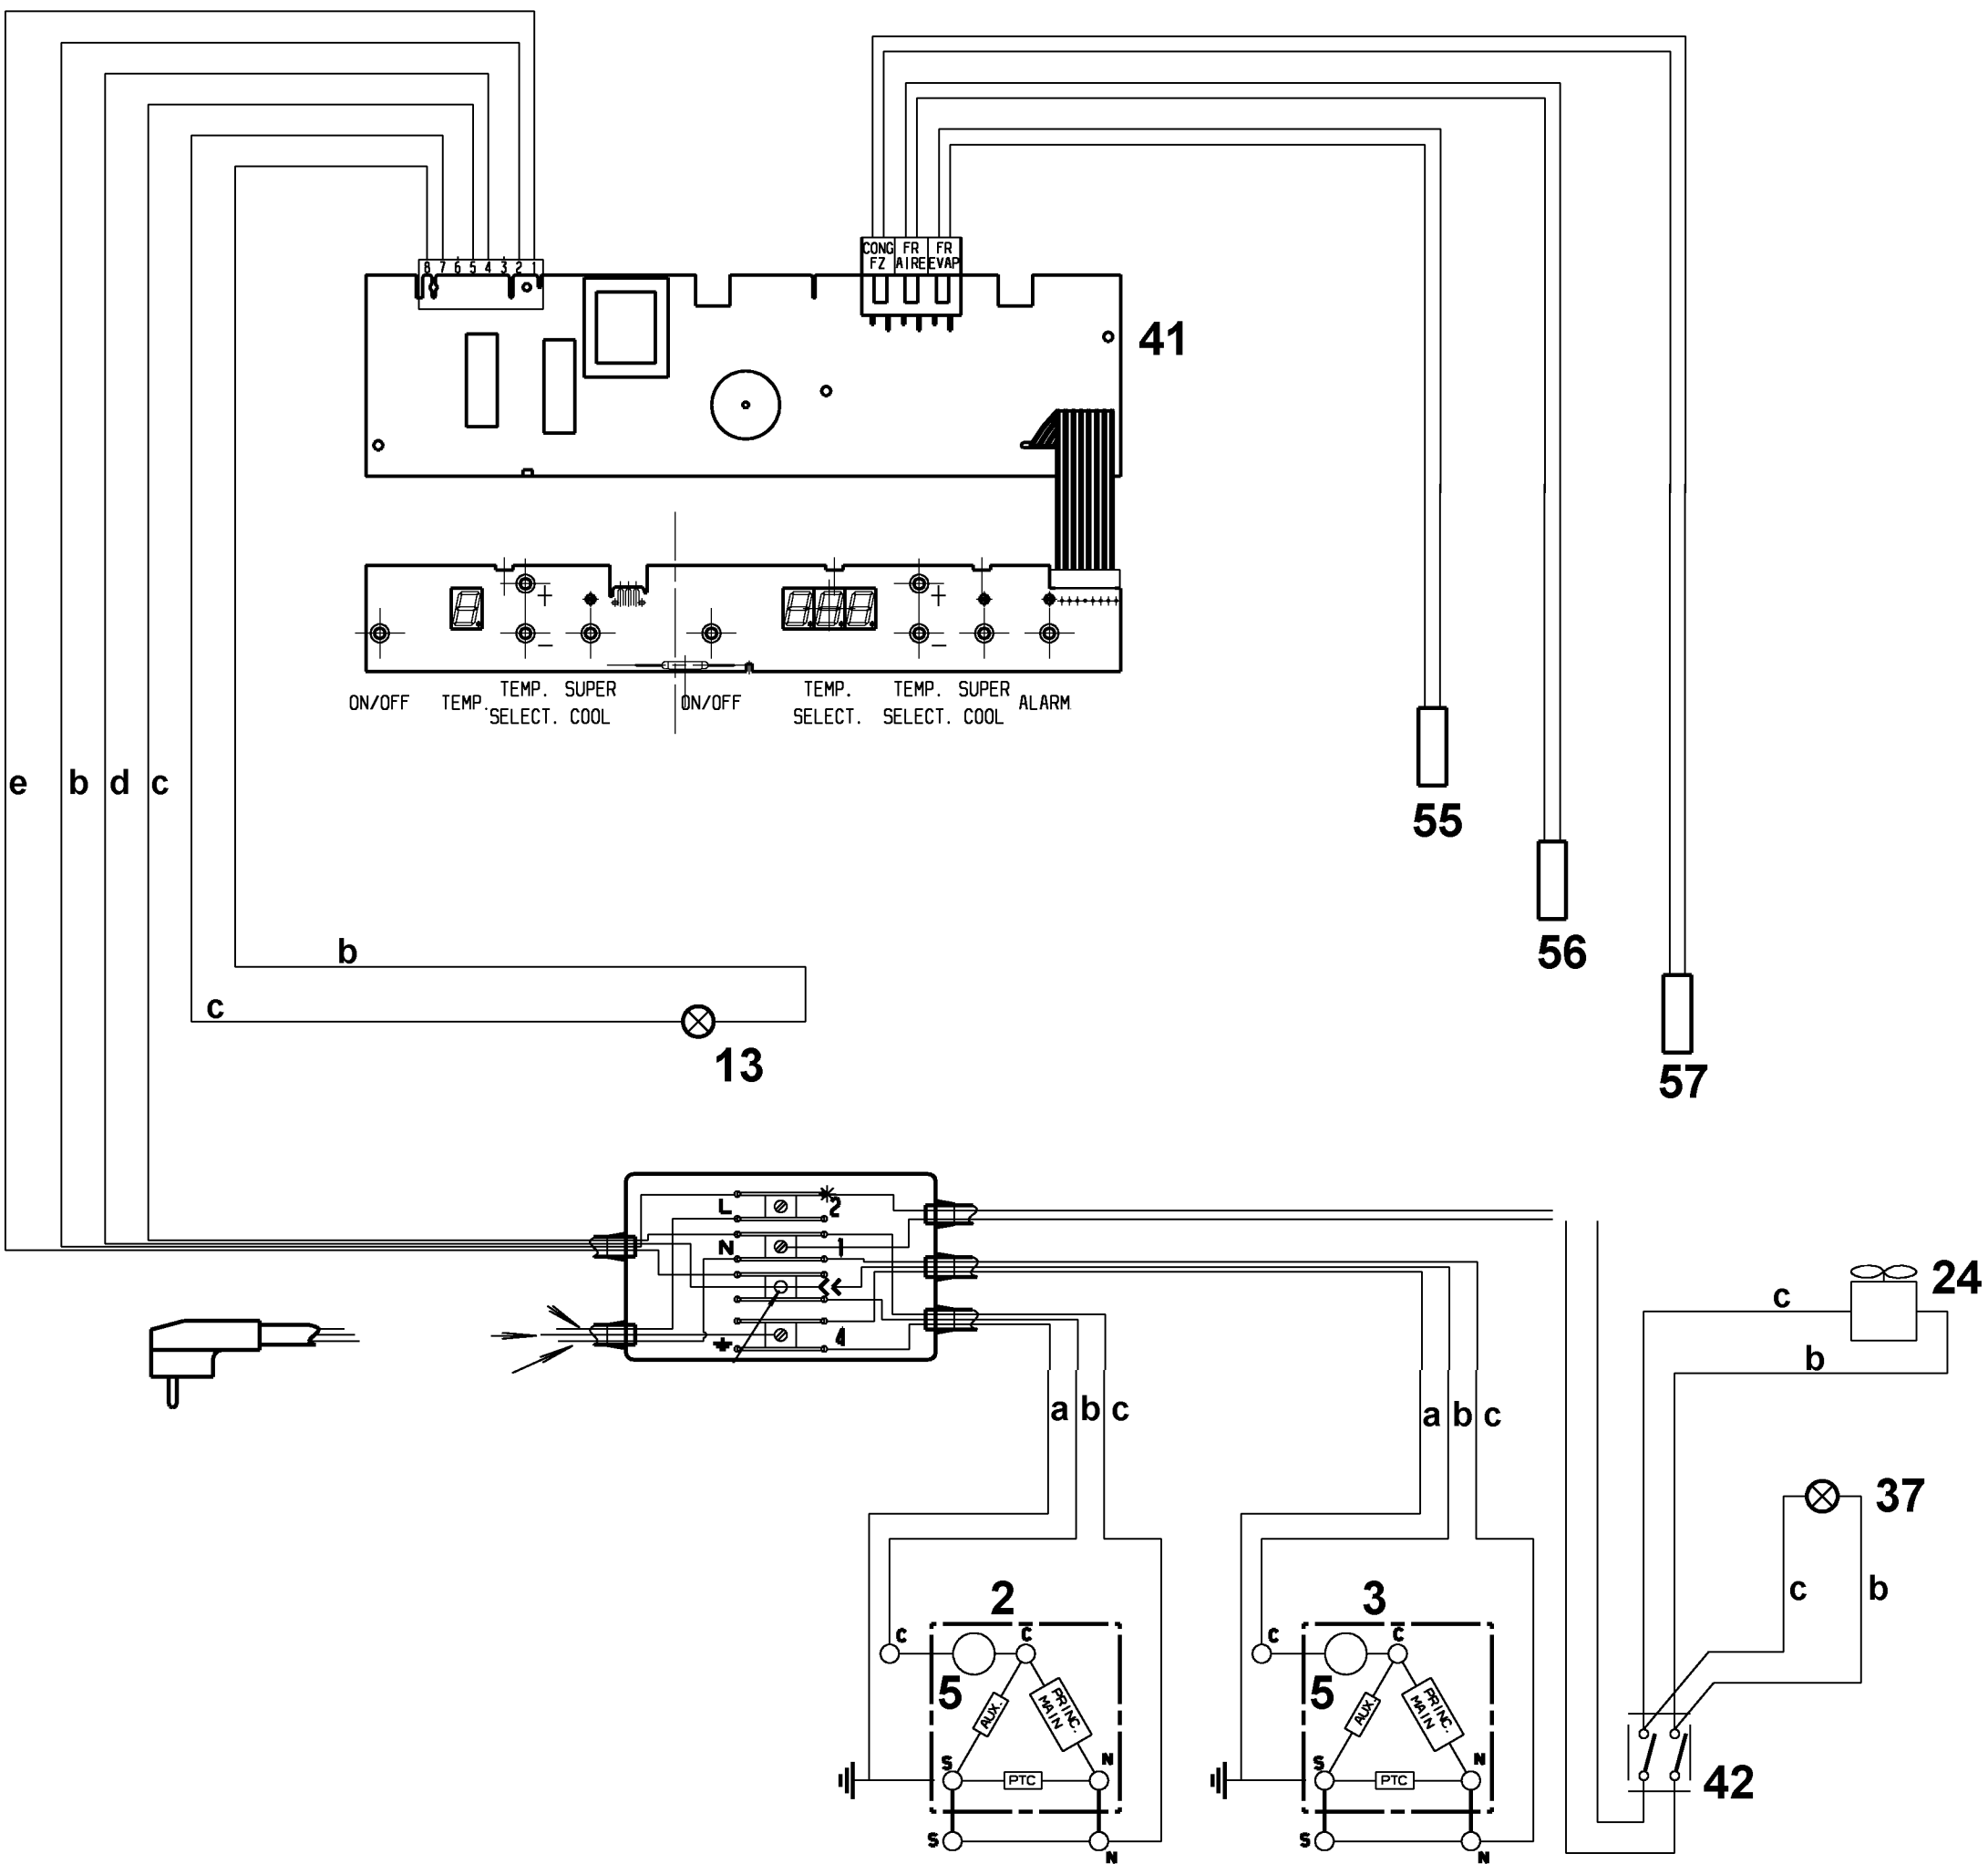 8 7 6 5 4 3 2 1
CONG FR FR
FZ AIRE EVAP
41
+ +
- -
ON/OFF TEMP. TEMP. SELECT. SUPER COOL ON/OFF TEMP. SELECT. TEMP. SELECT. SUPER COOL ALARM
e b d c
55
56
57
b
c
13
L 2
N 1
4
24
c
b
a b c
a b c
37
c b
2
3
C C
C C
5
5
AUX. PRINC. MAIN
AUX. PRINC. MAIN
S PTC N
S PTC N
42
S N
S N